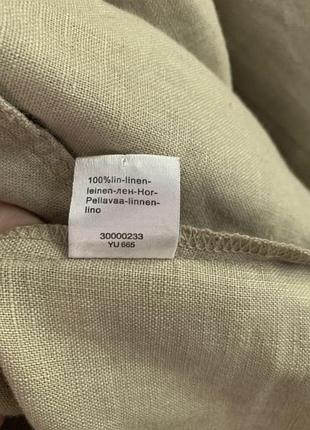 100%lin-linen-
leinen-лен-Hor-
Pellavaa-linnen-
lino
30000233
YU 665